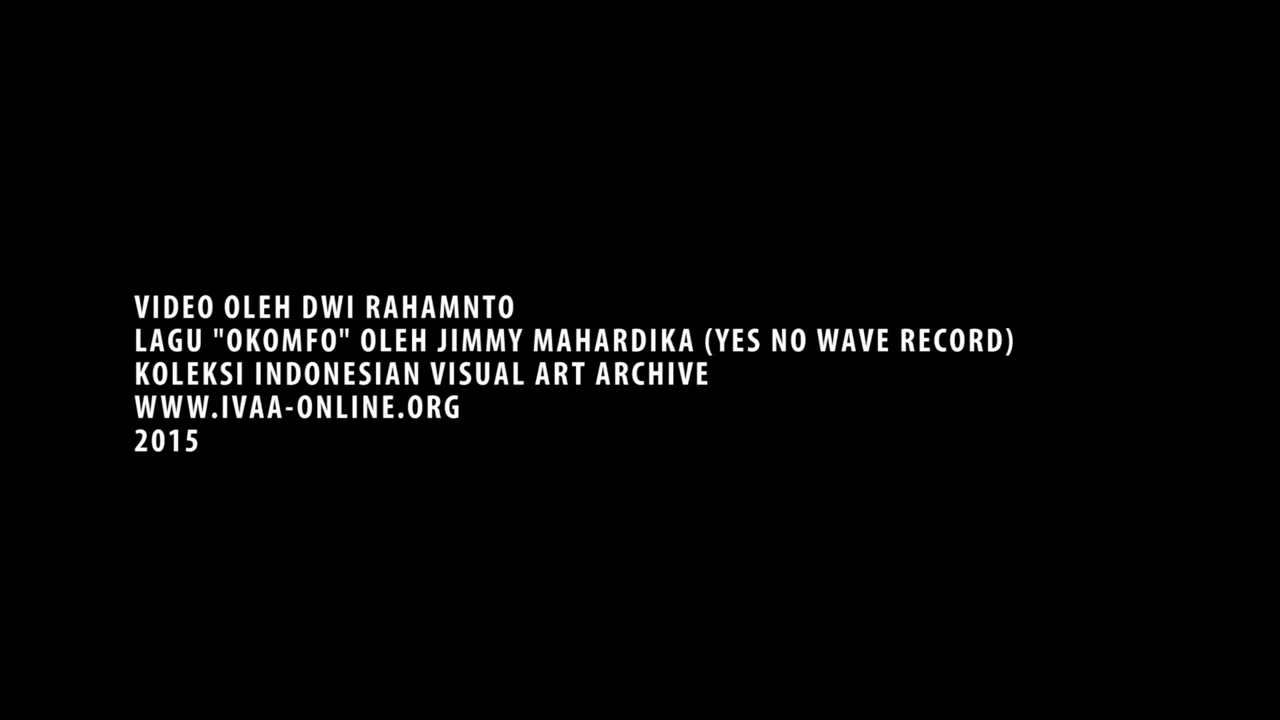 VIDEO OLEH DWI RAHAMNTO
LAGU "OKOMFO" OLEH JIMMY MAHARDIKA (YES NO WAVE RECORD)
KOLEKSI INDONESIAN VISUAL ART ARCHIVE
WWW.IVAA-ONLINE.ORG
2015